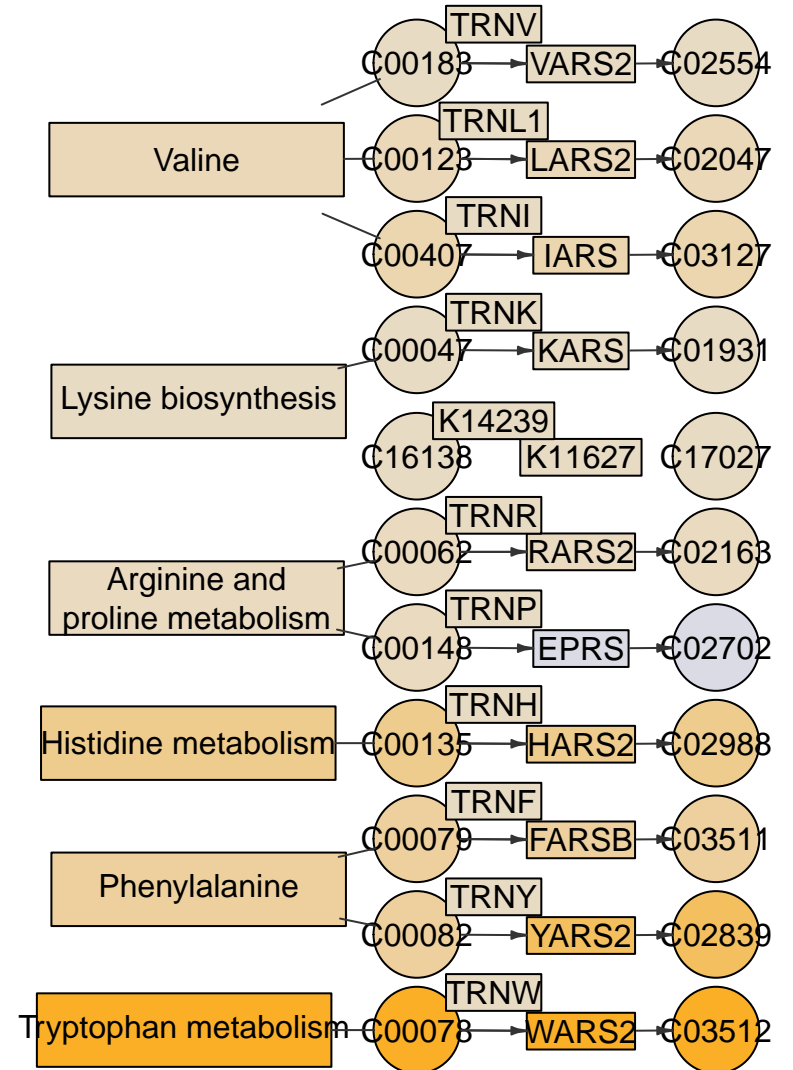 TRNV
C00183
VARS2
C02554
TRNL1
Valine
C00123
LARS2
C02047
TRNI
C00407
IARS
C03127
TRNK
C00047
KARS
C01931
Lysine biosynthesis
K14239
C16138
K11627
C17027
TRNR
C00062
RARS2
C02163
Arginine and
proline metabolism
TRNP
C00148
EPRS
C02702
TRNH
Histidine metabolism
C00135
HARS2
C02988
TRNF
C00079
FARSB
C03511
Phenylalanine
TRNY
C00082
YARS2
C02839
TRNW
Tryptophan metabolism
C00078
WARS2
C03512